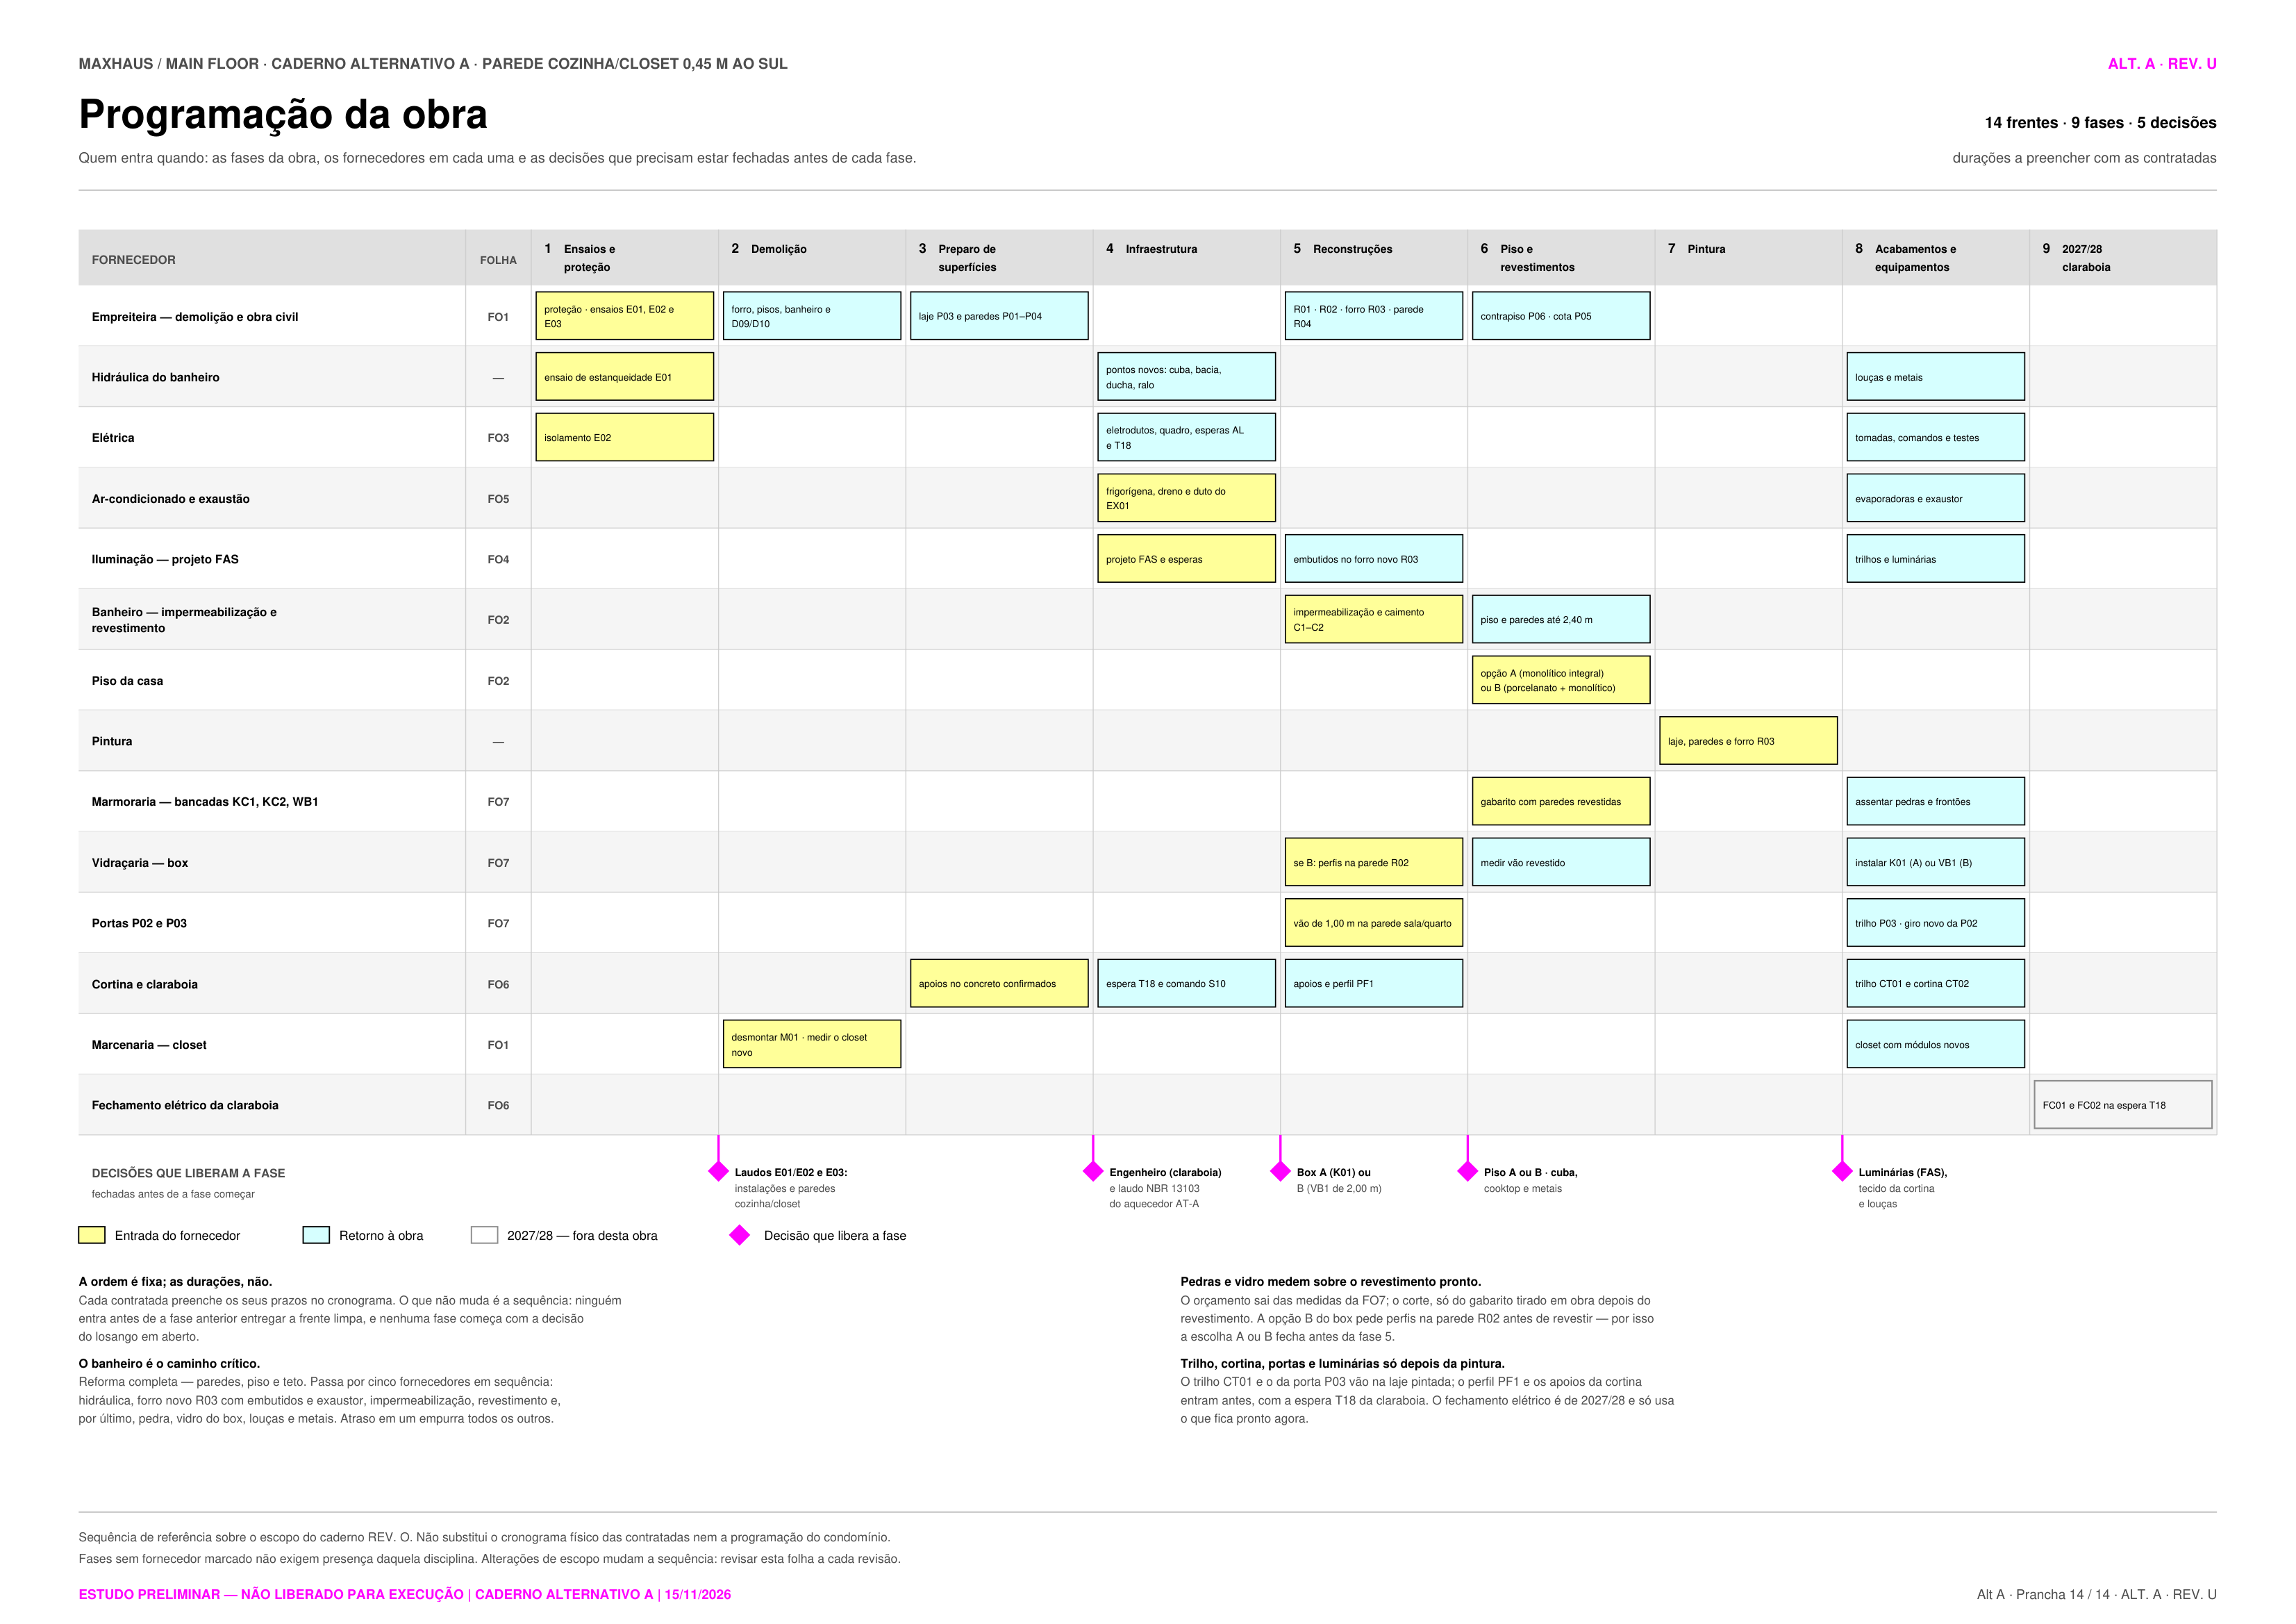 MAXHAUS / MAIN FLOOR · CADERNO ALTERNATIVO A · PAREDE COZINHA/CLOSET 0,45 M AO SUL
ALT. A · REV. U
Programação da obra
14 frentes · 9 fases · 5 decisões
Quem entra quando: as fases da obra, os fornecedores em cada uma e as decisões que precisam estar fechadas antes de cada fase.
durações a preencher com as contratadas
FORNECEDOR
FOLHA
1 Ensaios e
proteção
2 Demolição
3 Preparo de
superfícies
4 Infraestrutura
5 Reconstruções
6 Piso e
revestimentos
7 Pintura
8 Acabamentos e
equipamentos
9 2027/28
claraboia
Empreiteira — demolição e obra civil
FO1
proteção · ensaios E01, E02 e
E03
forro, pisos, banheiro e
D09/D10
laje P03 e paredes P01–P04
R01 · R02 · forro R03 · parede
R04
contrapiso P06 · cota P05
Hidráulica do banheiro
—
ensaio de estanqueidade E01
pontos novos: cuba, bacia,
ducha, ralo
louças e metais
Elétrica
FO3
isolamento E02
eletrodutos, quadro, esperas AL
e T18
tomadas, comandos e testes
Ar-condicionado e exaustão
FO5
frigorígena, dreno e duto do
EX01
evaporadoras e exaustor
Iluminação — projeto FAS
FO4
projeto FAS e esperas
embutidos no forro novo R03
trilhos e luminárias
Banheiro — impermeabilização e
revestimento
FO2
impermeabilização e caimento
C1–C2
piso e paredes até 2,40 m
Piso da casa
FO2
opção A (monolítico integral)
ou B (porcelanato + monolítico)
Pintura
—
laje, paredes e forro R03
Marmoraria — bancadas KC1, KC2, WB1
FO7
gabarito com paredes revestidas
assentar pedras e frontões
Vidraçaria — box
FO7
se B: perfis na parede R02
medir vão revestido
instalar K01 (A) ou VB1 (B)
Portas P02 e P03
FO7
vão de 1,00 m na parede sala/quarto
trilho P03 · giro novo da P02
Cortina e claraboia
FO6
apoios no concreto confirmados
espera T18 e comando S10
apoios e perfil PF1
trilho CT01 e cortina CT02
Marcenaria — closet
FO1
desmontar M01 · medir o closet
novo
closet com módulos novos
Fechamento elétrico da claraboia
FO6
FC01 e FC02 na espera T18
DECISÕES QUE LIBERAM A FASE
fechadas antes de a fase começar
Laudos E01/E02 e E03:
instalações e paredes
cozinha/closet
Engenheiro (claraboia)
e laudo NBR 13103
do aquecedor AT-A
Box A (K01) ou
B (VB1 de 2,00 m)
Piso A ou B · cuba,
cooktop e metais
Luminárias (FAS),
tecido da cortina
e louças
Entrada do fornecedor
Retorno à obra
2027/28 — fora desta obra
Decisão que libera a fase
A ordem é fixa; as durações, não.
Cada contratada preenche os seus prazos no cronograma. O que não muda é a sequência: ninguém
entra antes de a fase anterior entregar a frente limpa, e nenhuma fase começa com a decisão
do losango em aberto.
O banheiro é o caminho crítico.
Reforma completa — paredes, piso e teto. Passa por cinco fornecedores em sequência:
hidráulica, forro novo R03 com embutidos e exaustor, impermeabilização, revestimento e,
por último, pedra, vidro do box, louças e metais. Atraso em um empurra todos os outros.
Pedras e vidro medem sobre o revestimento pronto.
O orçamento sai das medidas da FO7; o corte, só do gabarito tirado em obra depois do
revestimento. A opção B do box pede perfis na parede R02 antes de revestir — por isso
a escolha A ou B fecha antes da fase 5.
Trilho, cortina, portas e luminárias só depois da pintura.
O trilho CT01 e o da porta P03 vão na laje pintada; o perfil PF1 e os apoios da cortina
entram antes, com a espera T18 da claraboia. O fechamento elétrico é de 2027/28 e só usa
o que fica pronto agora.
Sequência de referência sobre o escopo do caderno REV. O. Não substitui o cronograma físico das contratadas nem a programação do condomínio.
Fases sem fornecedor marcado não exigem presença daquela disciplina. Alterações de escopo mudam a sequência: revisar esta folha a cada revisão.
ESTUDO PRELIMINAR — NÃO LIBERADO PARA EXECUÇÃO | CADERNO ALTERNATIVO A | 15/11/2026
Alt A · Prancha 14 / 14 · ALT. A · REV. U